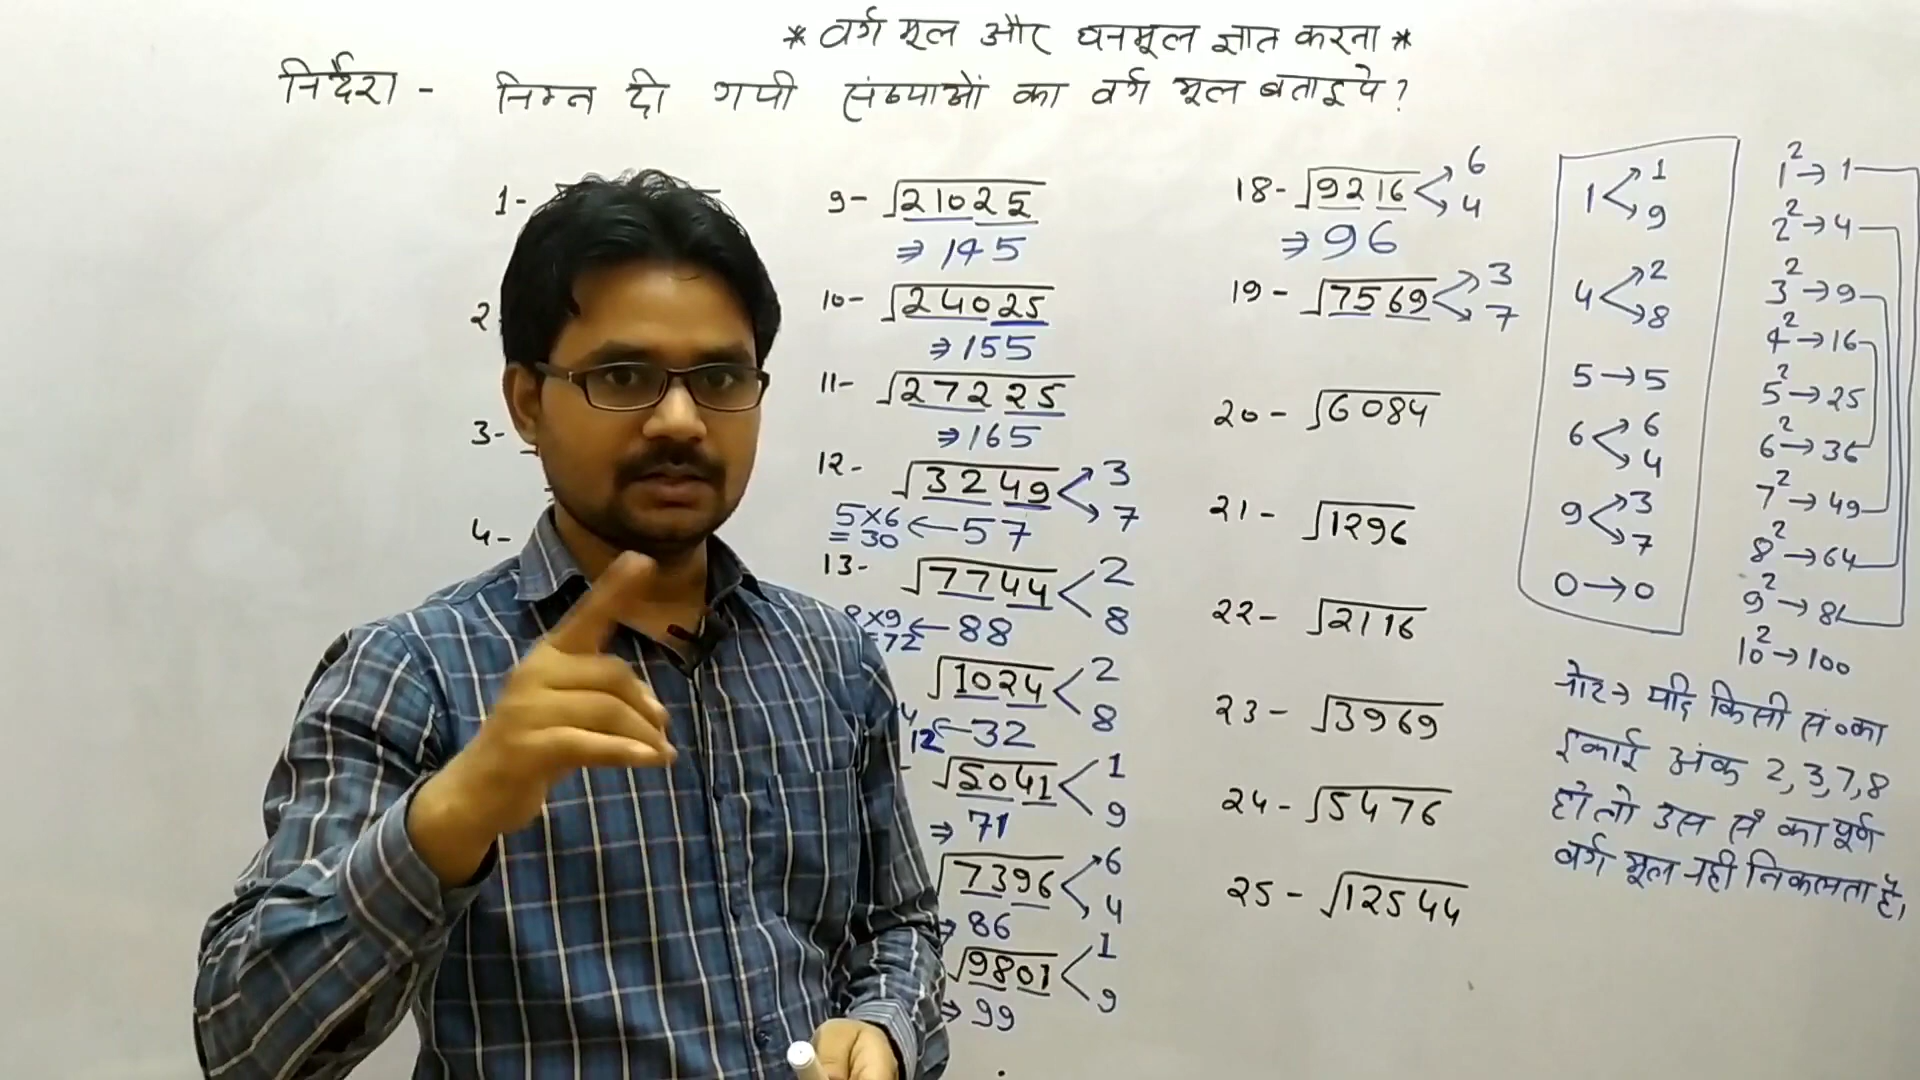 * वर्ग मूल और घनमूल ज्ञात करना *
निर्देश - निम्न दी गयी संख्याओं का वर्ग मूल बताइये?
1-
2-
3-
4-
9- √21025
⇒ 145
10- √24025
⇒ 155
11- √27225
⇒ 165
12- √3249 3 7
5×6 ← 57
= 30
13- √7744 2 8
×9 ← 88
=72
√1024 2 8
12 ← 32
√5041 1 9
⇒ 71
√7396 6 4
⇒ 86
√9801 1 9
⇒ 99
18- √9216 6 4
⇒ 96
19- √7569 3 7
20- √6084
21- √1296
22- √2116
23- √3969
24- √5476
25- √12544
1 1 9
4 2 8
5 → 5
6 6 4
9 3 7
0 → 0
1² → 1
2² → 4
3² → 9
4² → 16
5² → 25
6² → 36
7² → 49
8² → 64
9² → 81
10² → 100
नोट → यदि किसी सं० का
इकाई अंक 2,3,7,8
हो तो उस सं का पूर्ण
वर्ग मूल नही निकलता है।